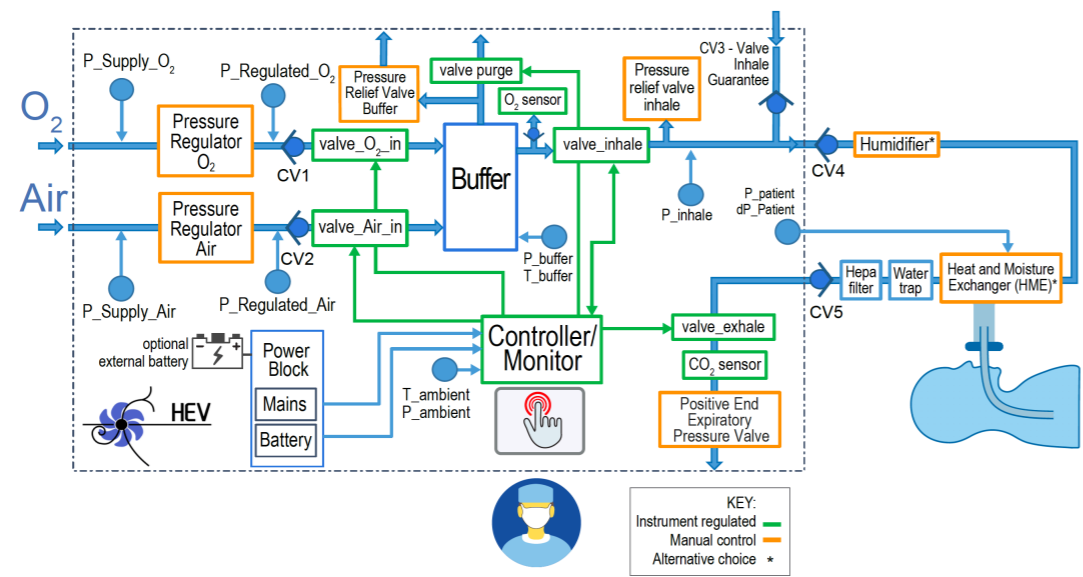 P_Supply_O2
P_Regulated_O2
O2
Pressure
Regulator
O2
CV1
valve_O2_in
Pressure
Relief Valve
Buffer
valve purge
O2 sensor
Buffer
valve_inhale
Pressure
relief valve
inhale
CV3 - Valve
Inhale
Guarantee
CV4
Humidifier*
P_inhale
Air
Pressure
Regulator
Air
CV2
valve_Air_in
P_Supply_Air
P_Regulated_Air
P_buffer
T_buffer
P_patient
dP_Patient
Hepa
filter
Water
trap
Heat and Moisture
Exchanger (HME)*
CV5
optional
external battery
Power
Block
Mains
Battery
HEV
T_ambient
P_ambient
Controller/
Monitor
valve_exhale
CO2 sensor
Positive End
Expiratory
Pressure Valve
KEY:
Instrument regulated
Manual control
Alternative choice *